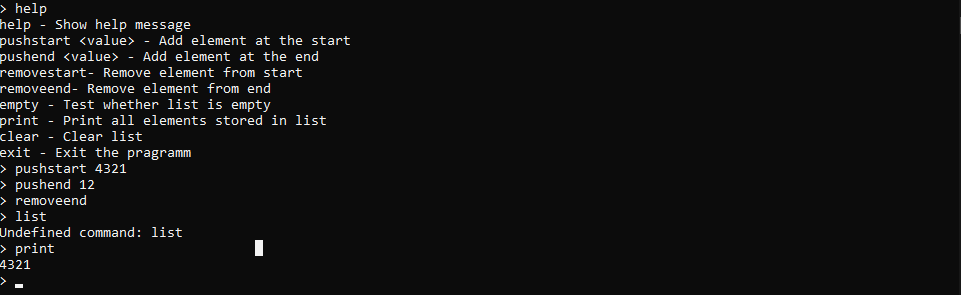 > help
help - Show help message
pushstart <value> - Add element at the start
pushend <value> - Add element at the end
removestart- Remove element from start
removeend- Remove element from end
empty - Test whether list is empty
print - Print all elements stored in list
clear - Clear list
exit - Exit the pragramm
> pushstart 4321
> pushend 12
> removeend
> list
Undefined command: list
> print
4321
>